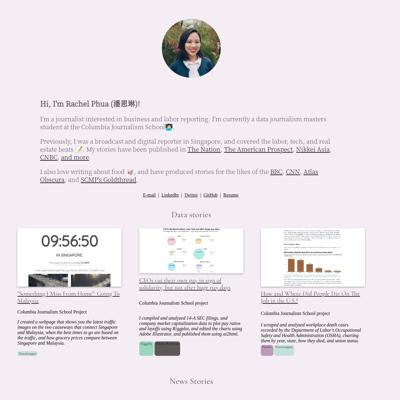 Hi, I'm Rachel Phua (潘恩琳)!
I'm a journalist interested in business and labor reporting. I'm currently a data journalism masters
student at the Columbia Journalism School
Previously, I was a broadcast and digital reporter in Singapore, and covered the labor, tech, and real
estate beats. My stories have been published in The Nation, The American Prospect, Nikkei Asia,
CNBC, and more.
I also love writing about food, and have produced stories for the likes of the BBC, CNN, Atlas
Obscura, and SCMP's Goldthread.
E-mail | LinkedIn | Twitter | GitHub | Resume
Data stories
09:56:50
IN SINGAPORE,
"Something I Miss From Home": Going To
Malaysia
Columbia Journalism School Project
I created a webpage that shows you the latest traffic
images on the two causeways that connect Singapore
and Malaysia, when the best times to go are based on
the traffic, and how grocery prices compare between
Singapore and Malaysia.
CEOs cut their own pay in sign of
solidarity, but not after huge pay days
Columbia Journalism School project
I compiled and analyzed 14-A SEC filings, and
company market capitalization data to plot pay ratios
and layoffs using Rggplot, and edited the charts using
Adobe Illustrator, and published them using ai2html.
How and Where Did People Die On The
Job in the U.S?
Columbia Journalism School project
I scraped and analyzed workplace death cases
recorded by the Department of Labor's Occupational
Safety and Health Administration (OSHA), charting
them by year, state, how they died, and union status.
News Stories